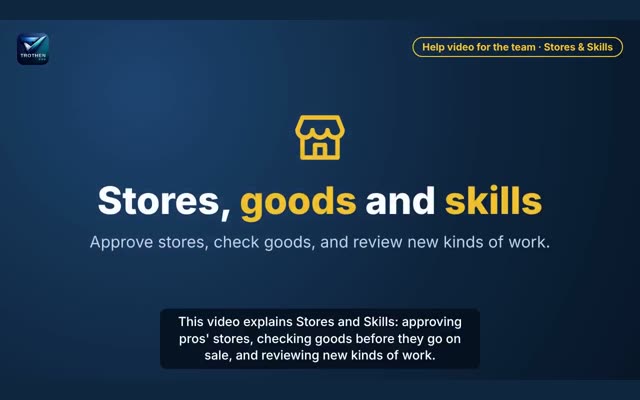 TROTHEN
Help video for the team · Stores & Skills
Stores, goods and skills
Approve stores, check goods, and review new kinds of work.
This video explains Stores and Skills: approving
pros' stores, checking goods before they go on
sale, and reviewing new kinds of work.